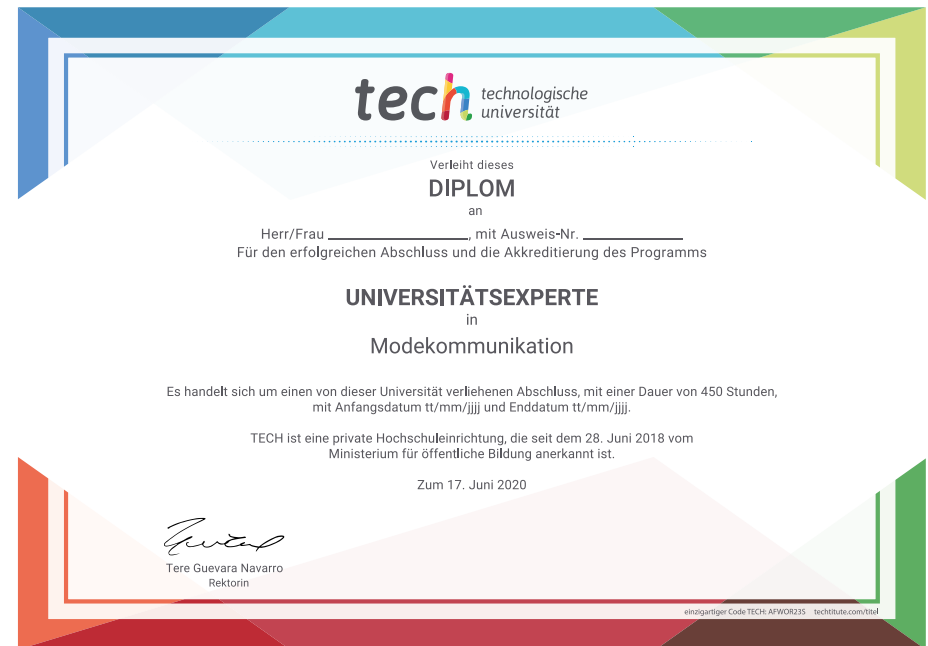 tech technologische
universität
Verleiht dieses
DIPLOM
an
Herr/Frau ____________, mit Ausweis-Nr. ____________
Für den erfolgreichen Abschluss und die Akkreditierung des Programms
UNIVERSITÄTSEXPERTE
in
Modekommunikation
Es handelt sich um einen von dieser Universität verliehenen Abschluss, mit einer Dauer von 450 Stunden,
mit Anfangsdatum tt/mm/jjjj und Enddatum tt/mm/jjjj.
TECH ist eine private Hochschuleinrichtung, die seit dem 28. Juni 2018 vom
Ministerium für öffentliche Bildung anerkannt ist.
Zum 17. Juni 2020
Tere Guevara Navarro
Rektorin
einzigartiger Code TECH: AFWOR23S techtitute.com/titel